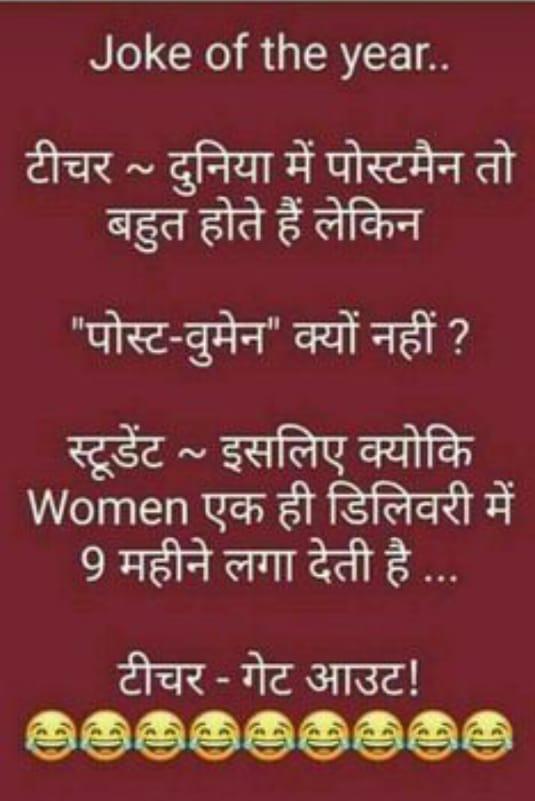 Joke of the year..
टीचर ~ दुनिया में पोस्टमैन तो
बहुत होते हैं लेकिन
"पोस्ट-वुमेन" क्यों नहीं ?
स्टूडेंट ~ इसलिए क्योकि
Women एक ही डिलिवरी में
9 महीने लगा देती है ...
टीचर - गेट आउट!
😂😂😂😂😂😂😂😂😂